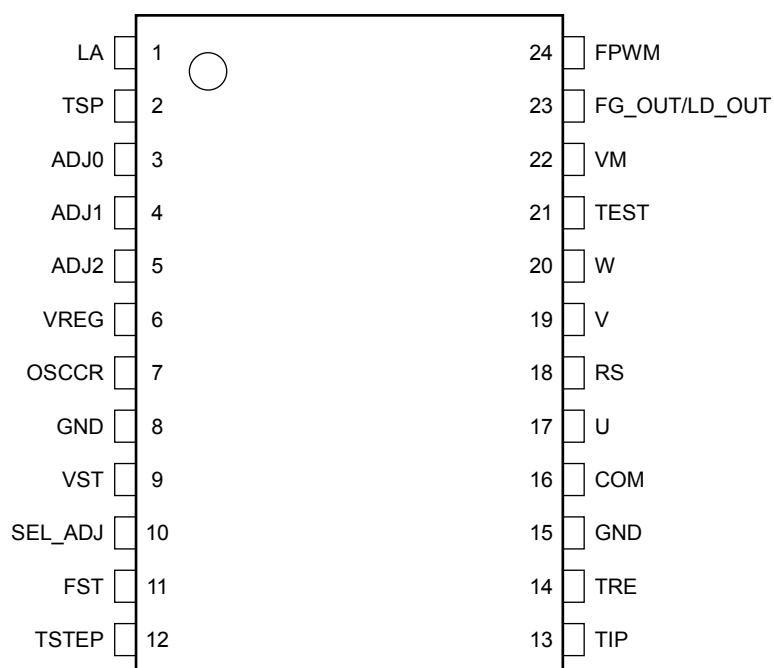 LA 1 24 FPWM
TSP 2 23 FG_OUT/LD_OUT
ADJ0 3 22 VM
ADJ1 4 21 TEST
ADJ2 5 20 W
VREG 6 19 V
OSCCR 7 18 RS
GND 8 17 U
VST 9 16 COM
SEL_ADJ 10 15 GND
FST 11 14 TRE
TSTEP 12 13 TIP